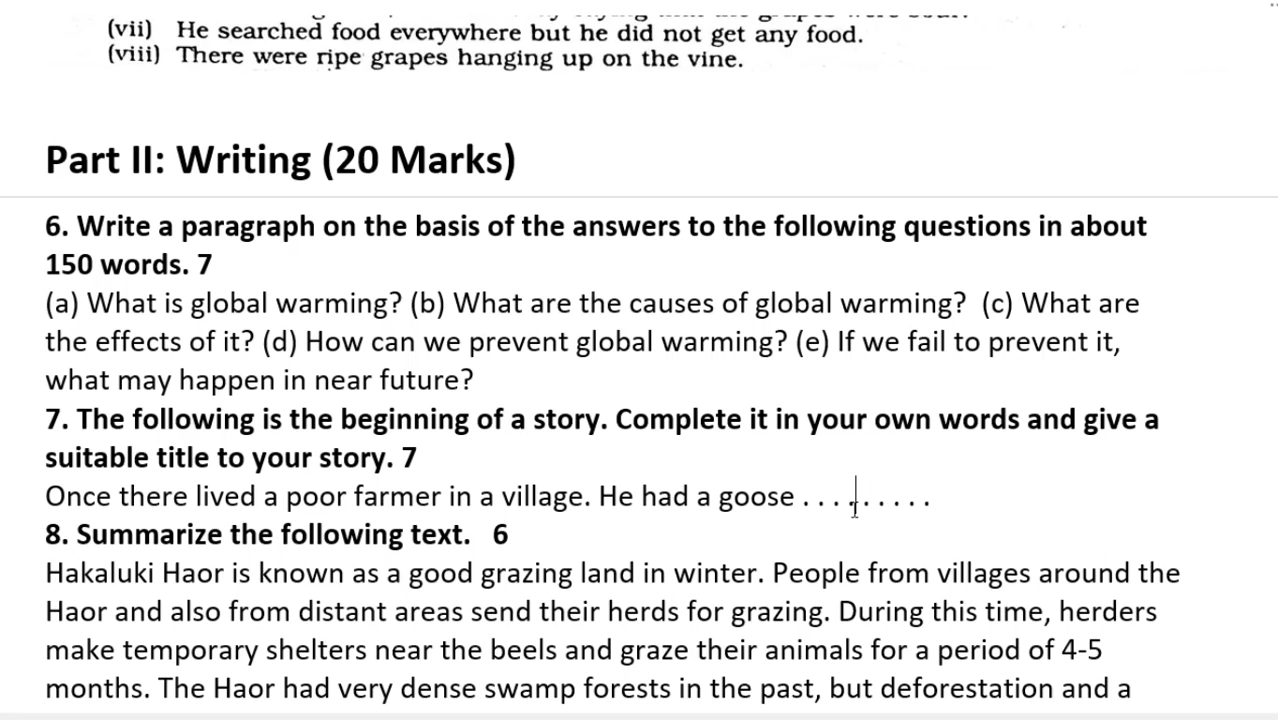 (vii) He searched food everywhere but he did not get any food.
(viii) There were ripe grapes hanging up on the vine.
Part II: Writing (20 Marks)
6. Write a paragraph on the basis of the answers to the following questions in about
150 words. 7
(a) What is global warming? (b) What are the causes of global warming? (c) What are
the effects of it? (d) How can we prevent global warming? (e) If we fail to prevent it,
what may happen in near future?
7. The following is the beginning of a story. Complete it in your own words and give a
suitable title to your story. 7
Once there lived a poor farmer in a village. He had a goose . . . . . . . . .
8. Summarize the following text. 6
Hakaluki Haor is known as a good grazing land in winter. People from villages around the
Haor and also from distant areas send their herds for grazing. During this time, herders
make temporary shelters near the beels and graze their animals for a period of 4-5
months. The Haor had very dense swamp forests in the past, but deforestation and a